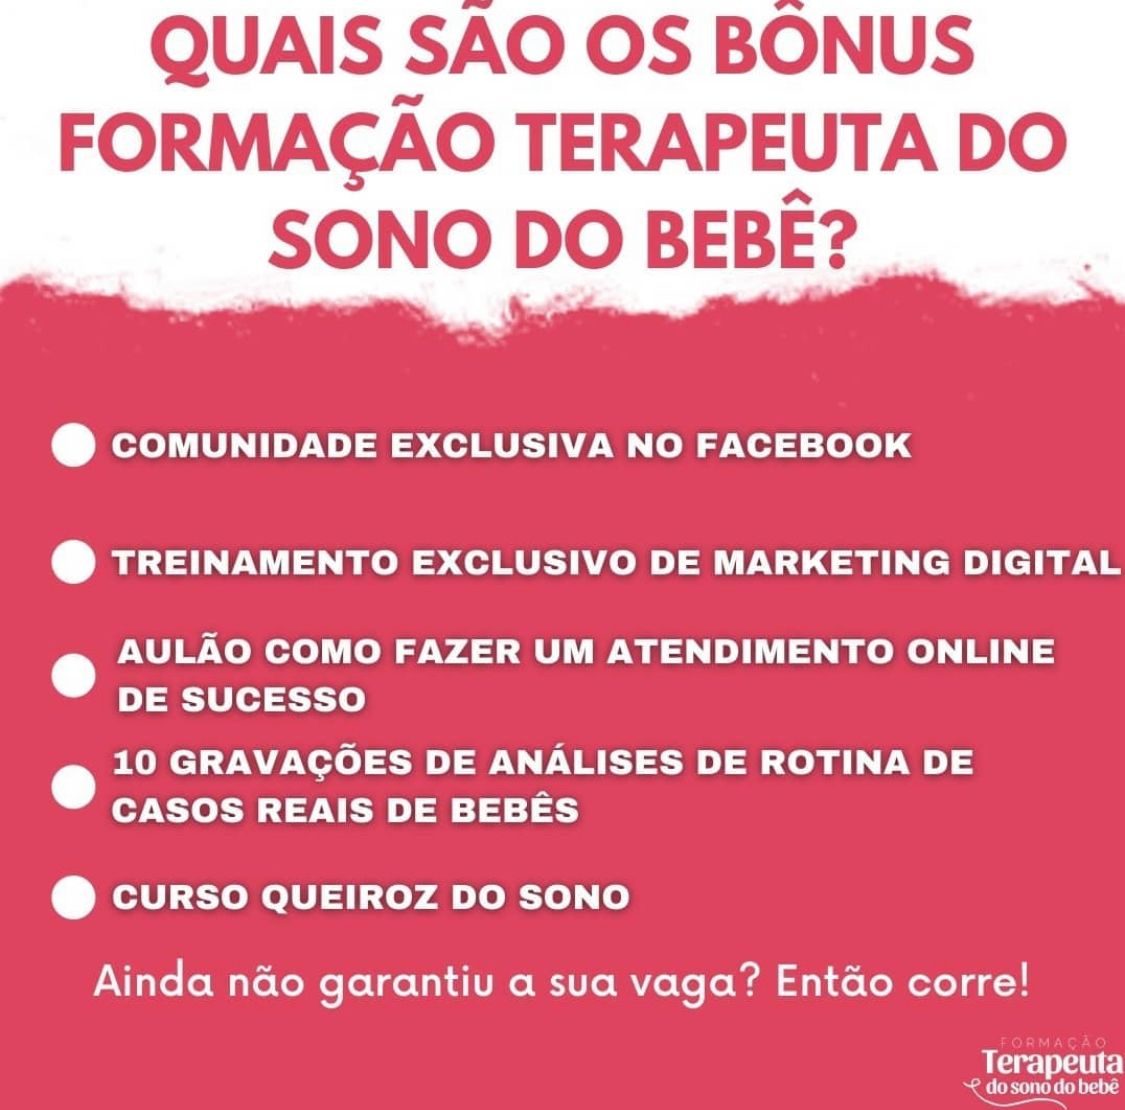 QUAIS SÃO OS BÔNUS
FORMAÇÃO TERAPEUTA DO
SONO DO BEBÊ?
COMUNIDADE EXCLUSIVA NO FACEBOOK
TREINAMENTO EXCLUSIVO DE MARKETING DIGITAL
AULÃO COMO FAZER UM ATENDIMENTO ONLINE
DE SUCESSO
10 GRAVAÇÕES DE ANÁLISES DE ROTINA DE
CASOS REAIS DE BEBÊS
CURSO QUEIROZ DO SONO
Ainda não garantiu a sua vaga? Então corre!
FORMAÇÃO
Terapeuta
do sono do bebê